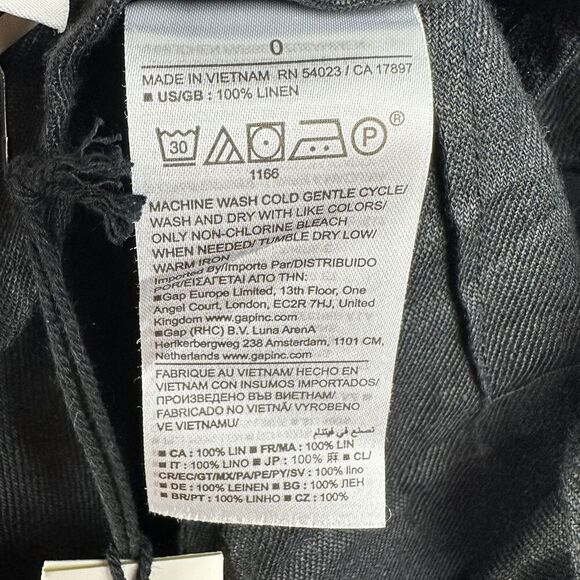 0
MADE IN VIETNAM RN 54023 / CA 17897
■ US/GB : 100% LINEN
30 P ®
1166
MACHINE WASH COLD GENTLE CYCLE/
WASH AND DRY WITH LIKE COLORS/
ONLY NON-CHLORINE BLEACH
WHEN NEEDED/ TUMBLE DRY LOW/
WARM IRON
Imported By/Importe Par/DISTRIBUIDO
POR/ΕΙΣΑΓΕΤΑΙ ΑΠΟ ΤΗΝ:
■Gap Europe Limited, 13th Floor, One
Angel Court, London, EC2R 7HJ, United
Kingdom www.gapinc.com
■Gap (RHC) B.V. Luna ArenA
Herikerbergweg 238 Amsterdam, 1101 CM,
Netherlands www.gapinc.com
FABRIQUE AU VIETNAM/ HECHO EN
VIETNAM CON INSUMOS IMPORTADOS/
ПРОИЗВЕДЕНО ВЪВ ВИЕТНАМ/
FABRICADO NO VIETNÃ/ VYROBENO
VE VIETNAMU/
تصنع في فيتنام
■ CA : 100% LIN ■ FR/MA : 100% LIN
■ IT : 100% LINO ■ JP : 100% 麻 ■ CL/
CR/EC/GT/MX/PA/PE/PY/SV: 100% lino
■ DE : 100% LEINEN ■ BG : 100% ЛЕН
■ BR/PT : 100% LINHO ■ CZ : 100%